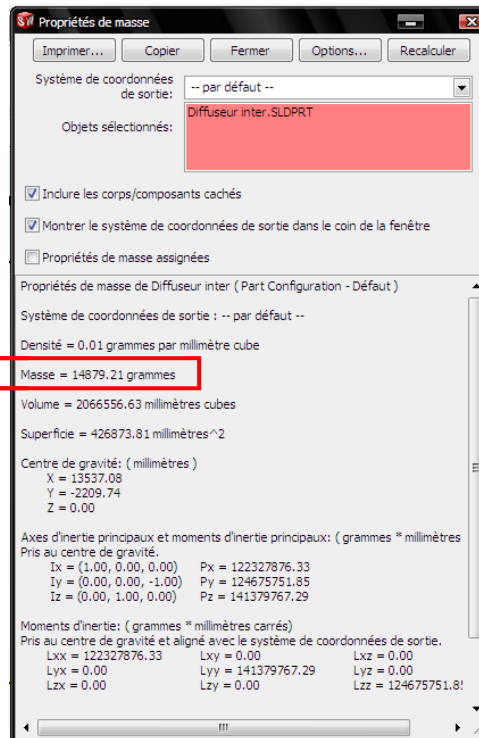 Propriétés de masse
Imprimer... Copier Fermer Options... Recalculer
Système de coordonnées de sortie: -- par défaut --
Objets sélectionnés: Diffuseur inter.SLDPRT
Inclure les corps/composants cachés
Montrer le système de coordonnées de sortie dans le coin de la fenêtre
Propriétés de masse assignées
Propriétés de masse de Diffuseur inter ( Part Configuration - Défaut )
Système de coordonnées de sortie : -- par défaut --
Densité = 0.01 grammes par millimètre cube
Masse = 14879.21 grammes
Volume = 2066556.63 millimètres cubes
Superficie = 426873.81 millimètres^2
Centre de gravité: ( millimètres )
X = 13537.08
Y = -2209.74
Z = 0.00
Axes d'inertie principaux et moments d'inertie principaux: ( grammes * millimètres
Pris au centre de gravité.
Ix = (1.00, 0.00, 0.00) Px = 122327876.33
Iy = (0.00, 0.00, -1.00) Py = 124675751.85
Iz = (0.00, 1.00, 0.00) Pz = 141379767.29
Moments d'inertie: ( grammes * millimètres carrés)
Pris au centre de gravité et aligné avec le système de coordonnées de sortie.
Lxx = 122327876.33 Lxy = 0.00 Lxz = 0.00
Lyx = 0.00 Lyy = 141379767.29 Lyz = 0.00
Lzx = 0.00 Lzy = 0.00 Lzz = 124675751.8